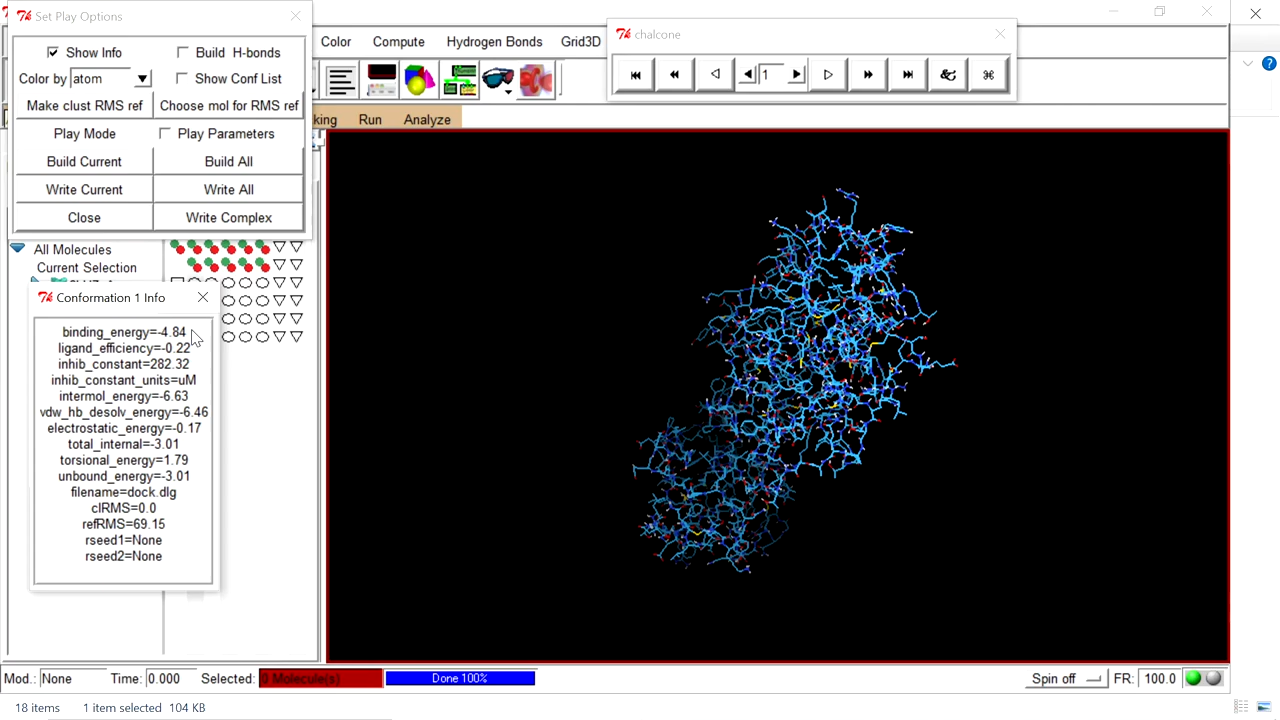 Set Play Options
Show Info
Build H-bonds
Color by atom
Show Conf List
Make clust RMS ref
Choose mol for RMS ref
Play Mode
Play Parameters
Build Current
Build All
Write Current
Write All
Close
Write Complex
Color
Compute
Hydrogen Bonds
Grid3D
chalcone
1
king
Run
Analyze
All Molecules
Current Selection
Conformation 1 Info
binding_energy=-4.84
ligand_efficiency=-0.22
inhib_constant=282.32
inhib_constant_units=uM
intermol_energy=-6.63
vdw_hb_desolv_energy=-6.46
electrostatic_energy=-0.17
total_internal=-3.01
torsional_energy=1.79
unbound_energy=-3.01
filename=dock.dlg
clRMS=0.0
refRMS=69.15
rseed1=None
rseed2=None
Mod.: None
Time: 0.000
Selected:
0 Molecule(s)
Done 100%
Spin off
FR: 100.0
18 items
1 item selected 104 KB